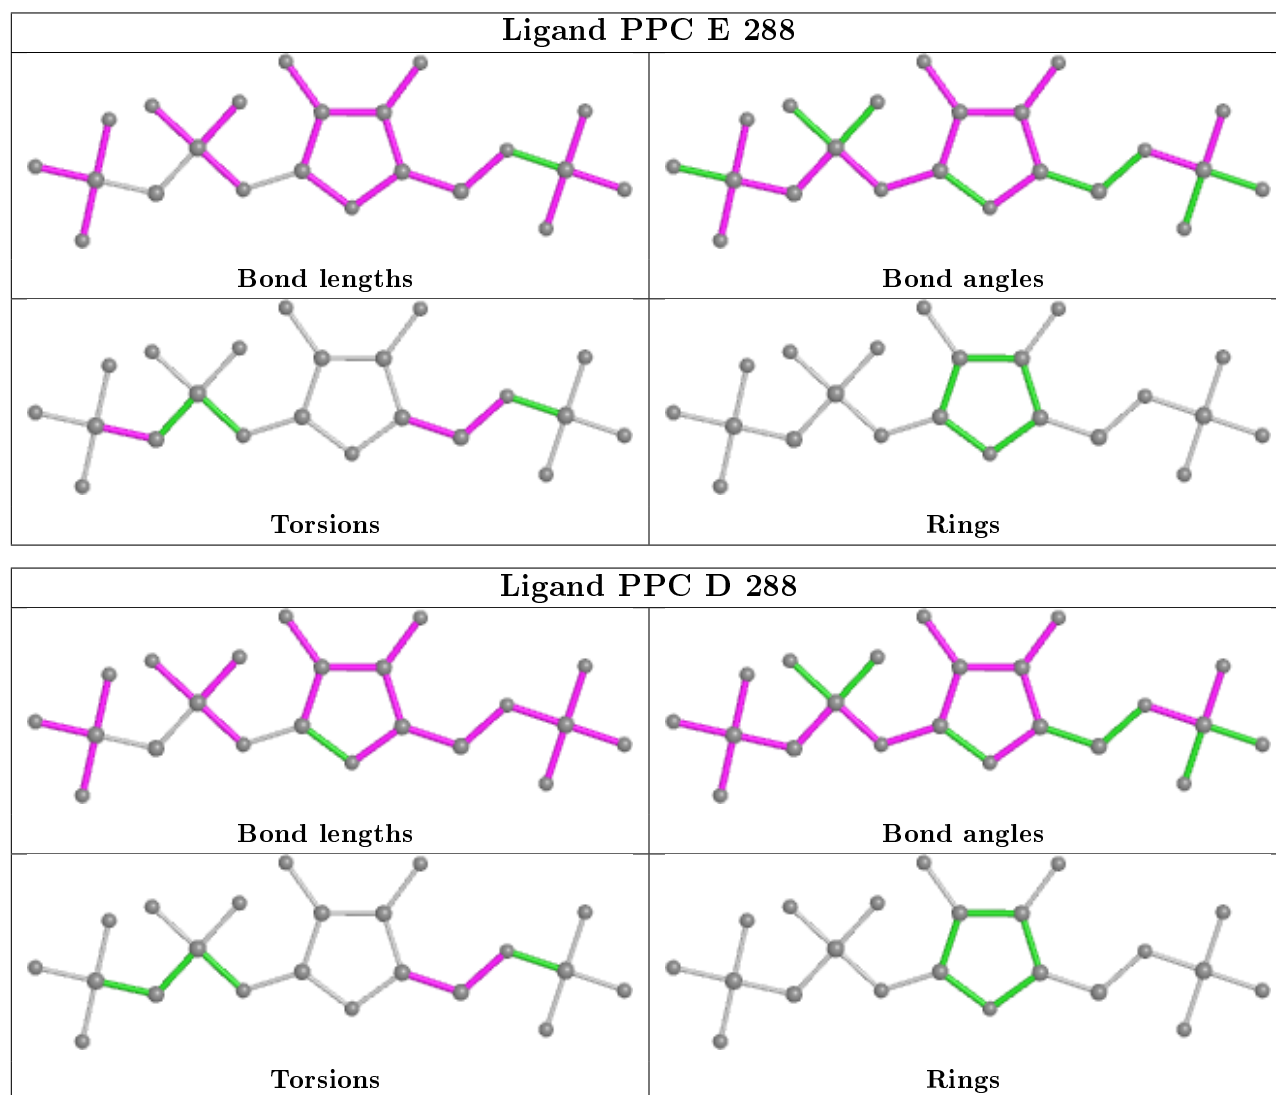 Ligand PPC E 288
Bond lengths
Bond angles
Torsions
Rings
Ligand PPC D 288
Bond lengths
Bond angles
Torsions
Rings